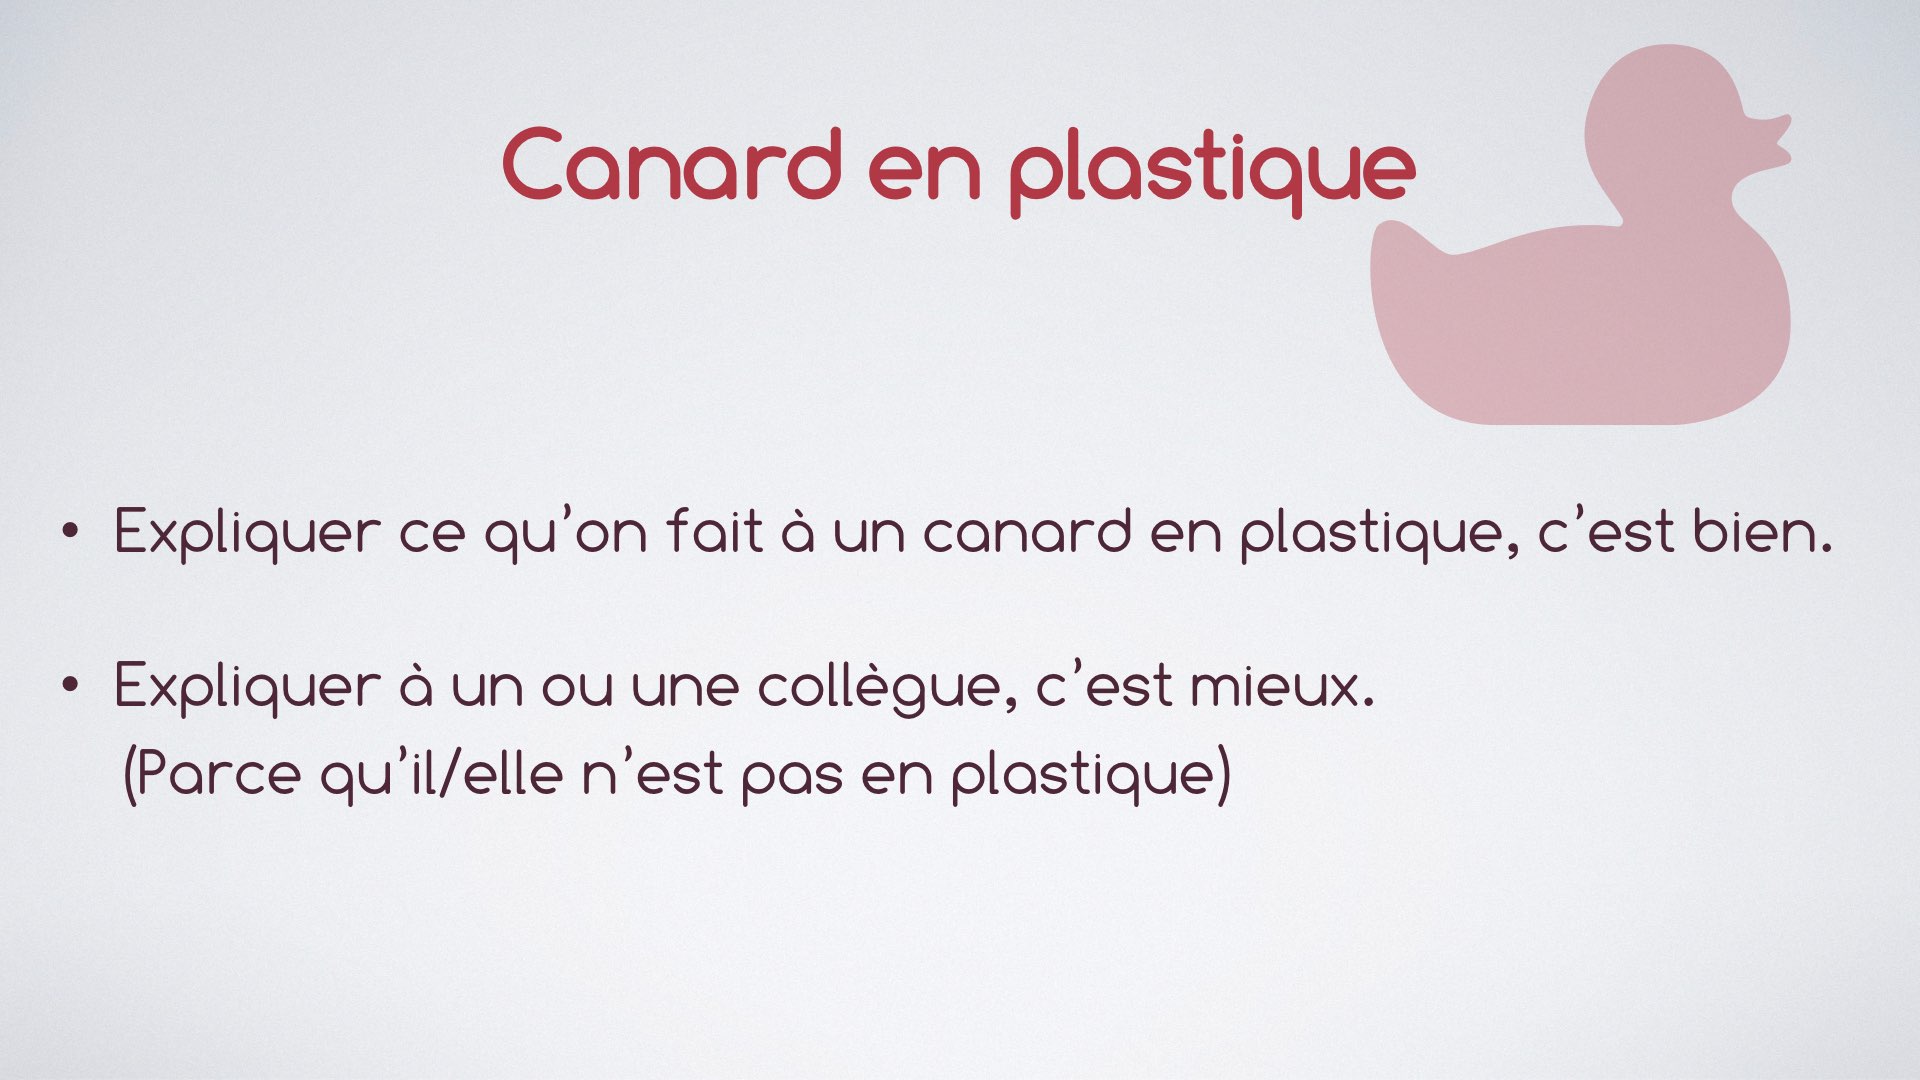 Canard en plastique
• Expliquer ce qu’on fait à un canard en plastique, c’est bien.
• Expliquer à un ou une collègue, c’est mieux.
(Parce qu’il/elle n’est pas en plastique)